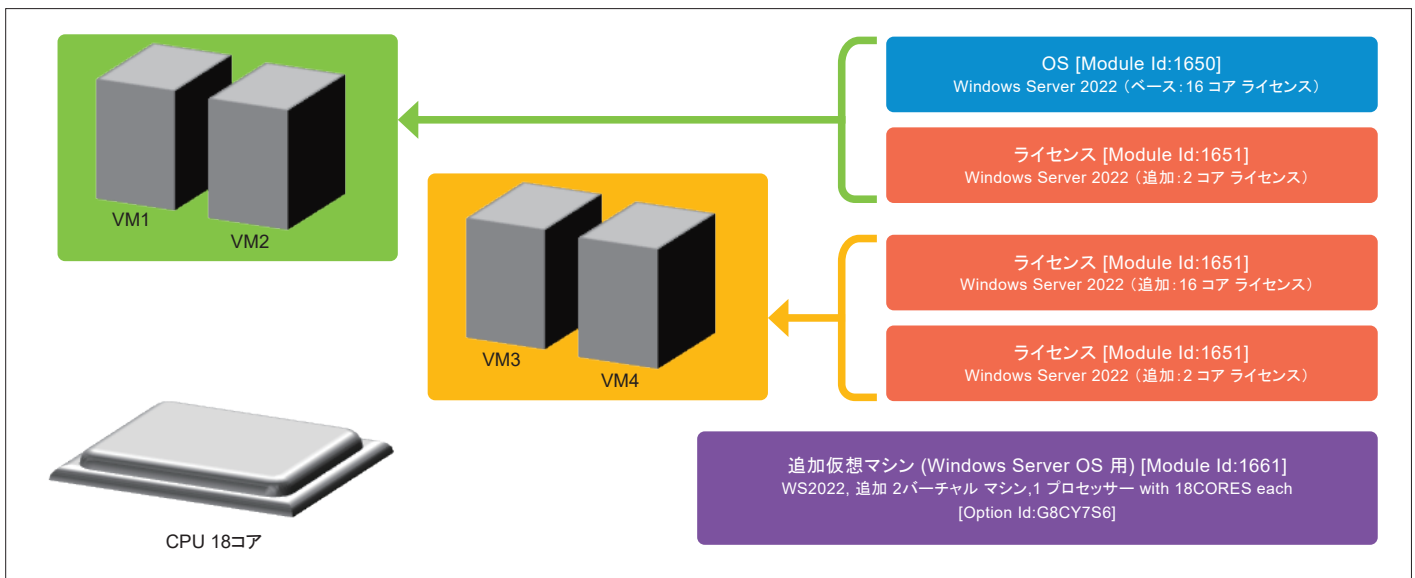 VM1
VM2
OS [Module Id:1650]
Windows Server 2022 （ベース：16 コア ライセンス）
ライセンス [Module Id:1651]
Windows Server 2022 （追加：2 コア ライセンス）
VM3
VM4
ライセンス [Module Id:1651]
Windows Server 2022 （追加：16 コア ライセンス）
ライセンス [Module Id:1651]
Windows Server 2022 （追加：2 コア ライセンス）
CPU 18コア
追加仮想マシン (Windows Server OS 用) [Module Id:1661]
WS2022, 追加 2バーチャル マシン,1 プロセッサー with 18CORES each
[Option Id:G8CY7S6]